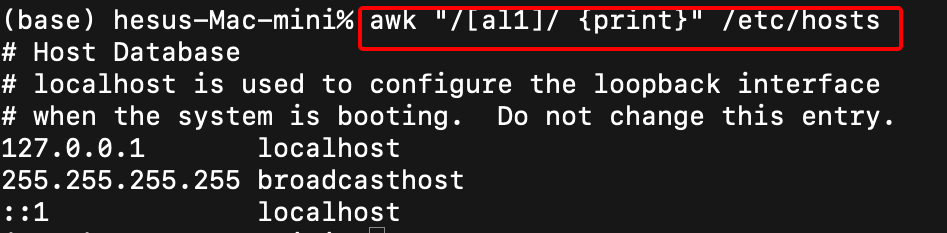 (base) hesus-Mac-mini% awk "/[al1]/ {print}" /etc/hosts
# Host Database
# localhost is used to configure the loopback interface
# when the system is booting.  Do not change this entry.
127.0.0.1       localhost
255.255.255.255 broadcasthost
::1             localhost